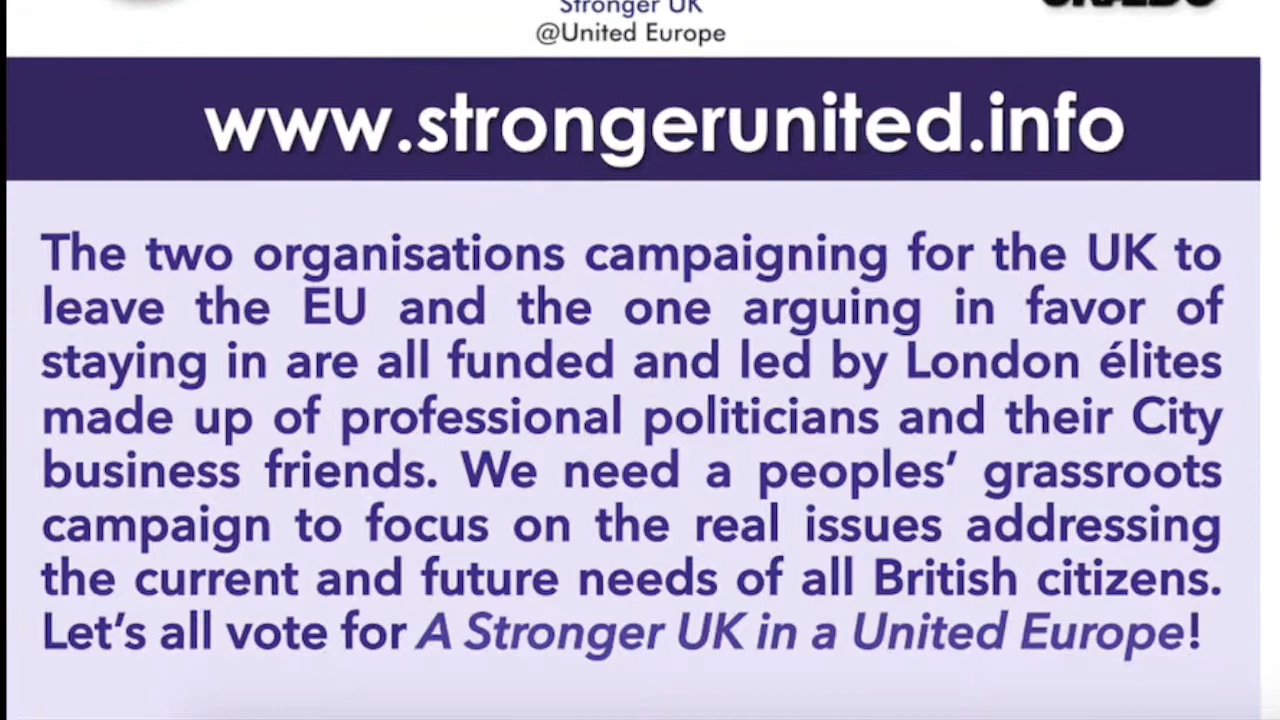 Stronger UK
@United Europe
www.strongerunited.info
The two organisations campaigning for the UK to
leave the EU and the one arguing in favor of
staying in are all funded and led by London élites
made up of professional politicians and their City
business friends. We need a peoples’ grassroots
campaign to focus on the real issues addressing
the current and future needs of all British citizens.
Let’s all vote for A Stronger UK in a United Europe!